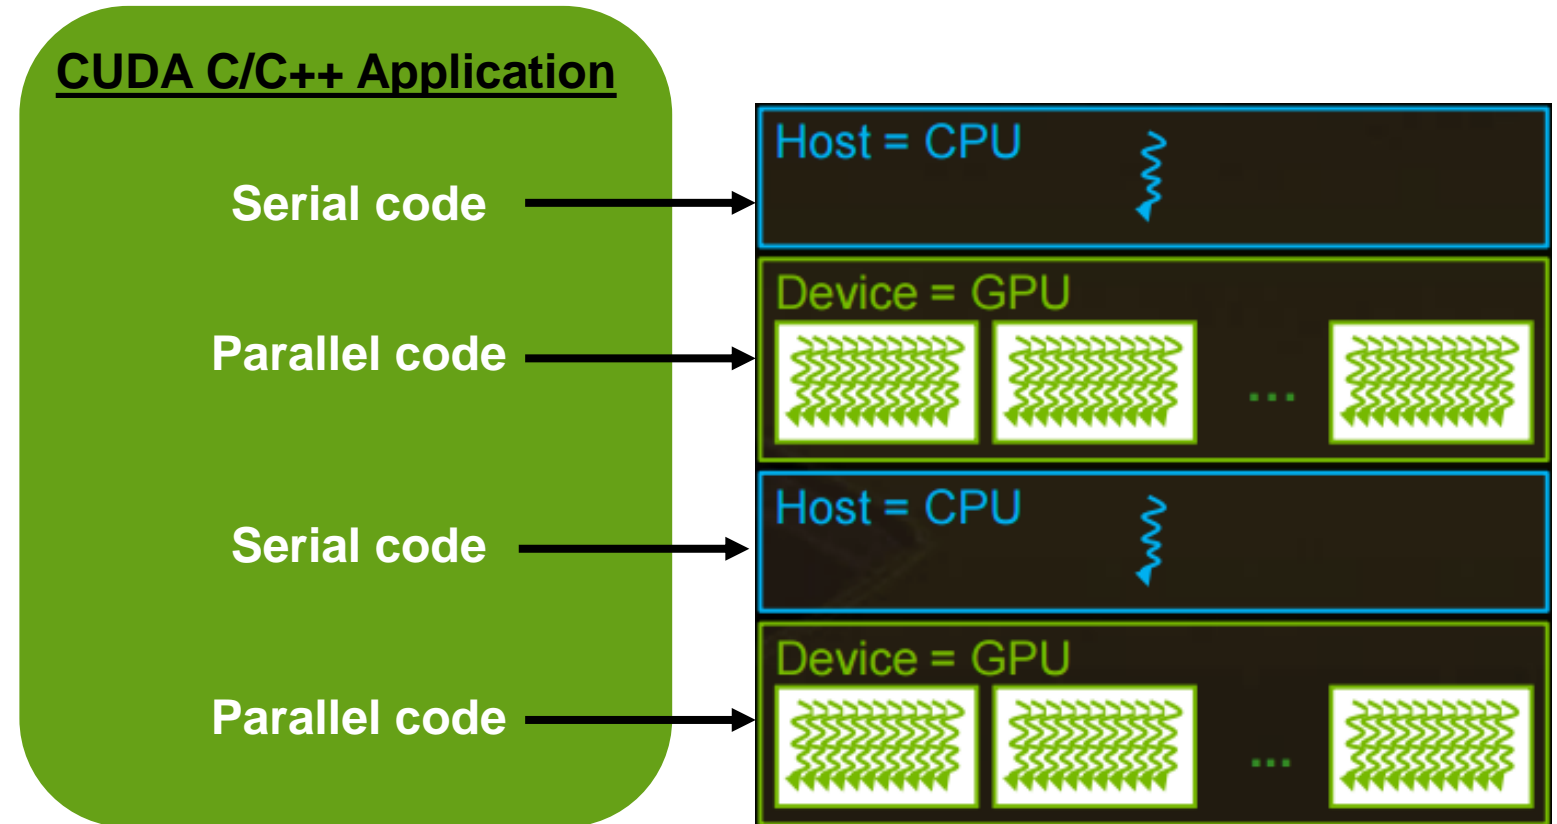 CUDA C/C++ Application
Serial code
Host = CPU
Parallel code
Device = GPU
...
Serial code
Host = CPU
Parallel code
Device = GPU
...